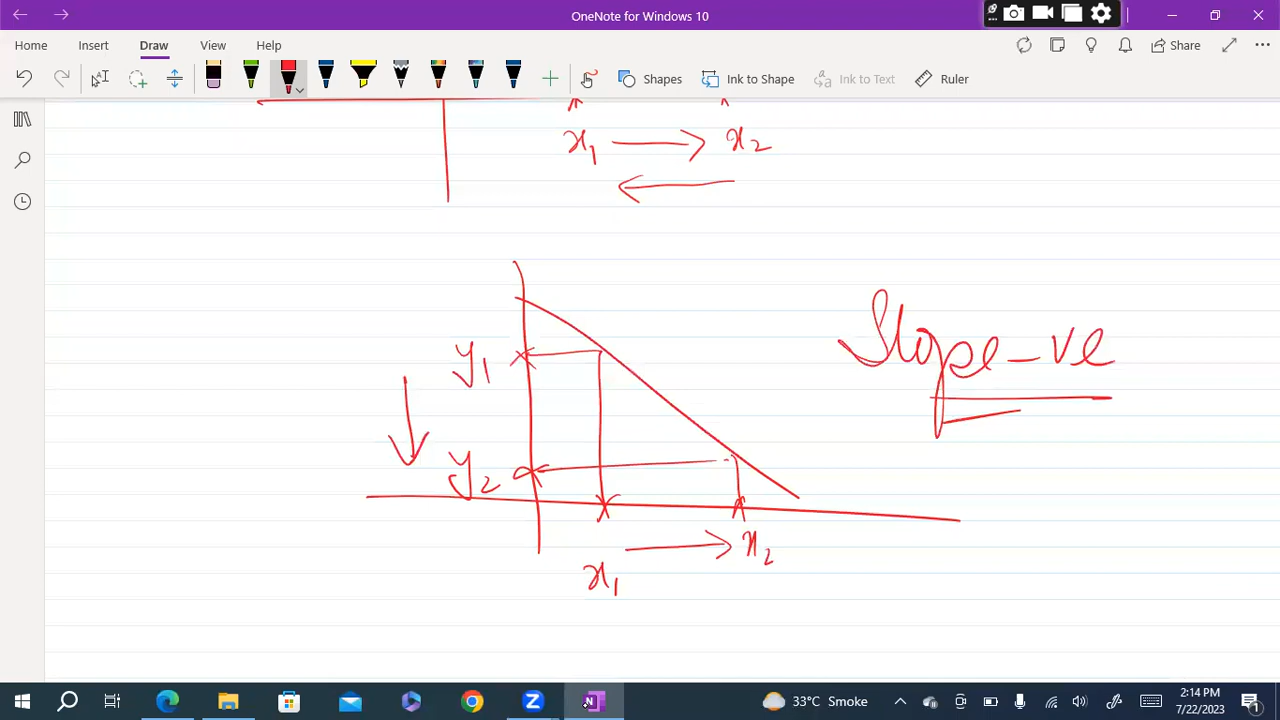 OneNote for Windows 10
Home Insert Draw View Help
Share
Shapes
Ink to Shape
Ink to Text
Ruler
x1 → x2
←
y1
Slope -ve
y2
x2
x1
33°C Smoke
2:14 PM
7/22/2023
1